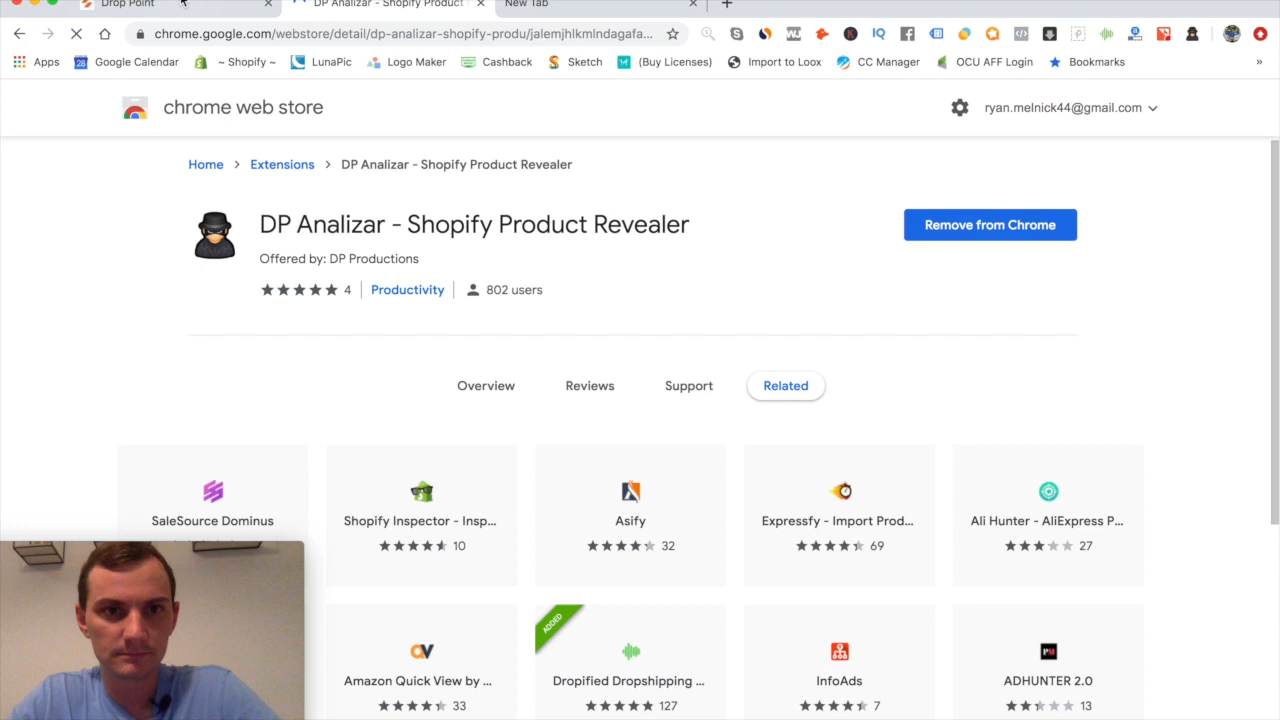 Drop Point
DP Analizar - Shopify Product
New Tab
chrome.google.com/webstore/detail/dp-analizar-shopify-produ/jalemjhlkmlndagafa...
Apps
Google Calendar
~ Shopify ~
LunaPic
Logo Maker
Cashback
Sketch
(Buy Licenses)
Import to Loox
CC Manager
OCU AFF Login
Bookmarks
»
chrome web store
ryan.melnick44@gmail.com
Home > Extensions > DP Analizar - Shopify Product Revealer
DP Analizar - Shopify Product Revealer
Remove from Chrome
Offered by: DP Productions
4 | Productivity | 802 users
Overview
Reviews
Support
Related
SaleSource Dominus
Shopify Inspector - Insp...
10
Asify
32
Expressfy - Import Prod...
69
Ali Hunter - AliExpress P...
27
Amazon Quick View by ...
33
ADDED
Dropified Dropshipping ...
127
InfoAds
7
PM
ADHUNTER 2.0
13